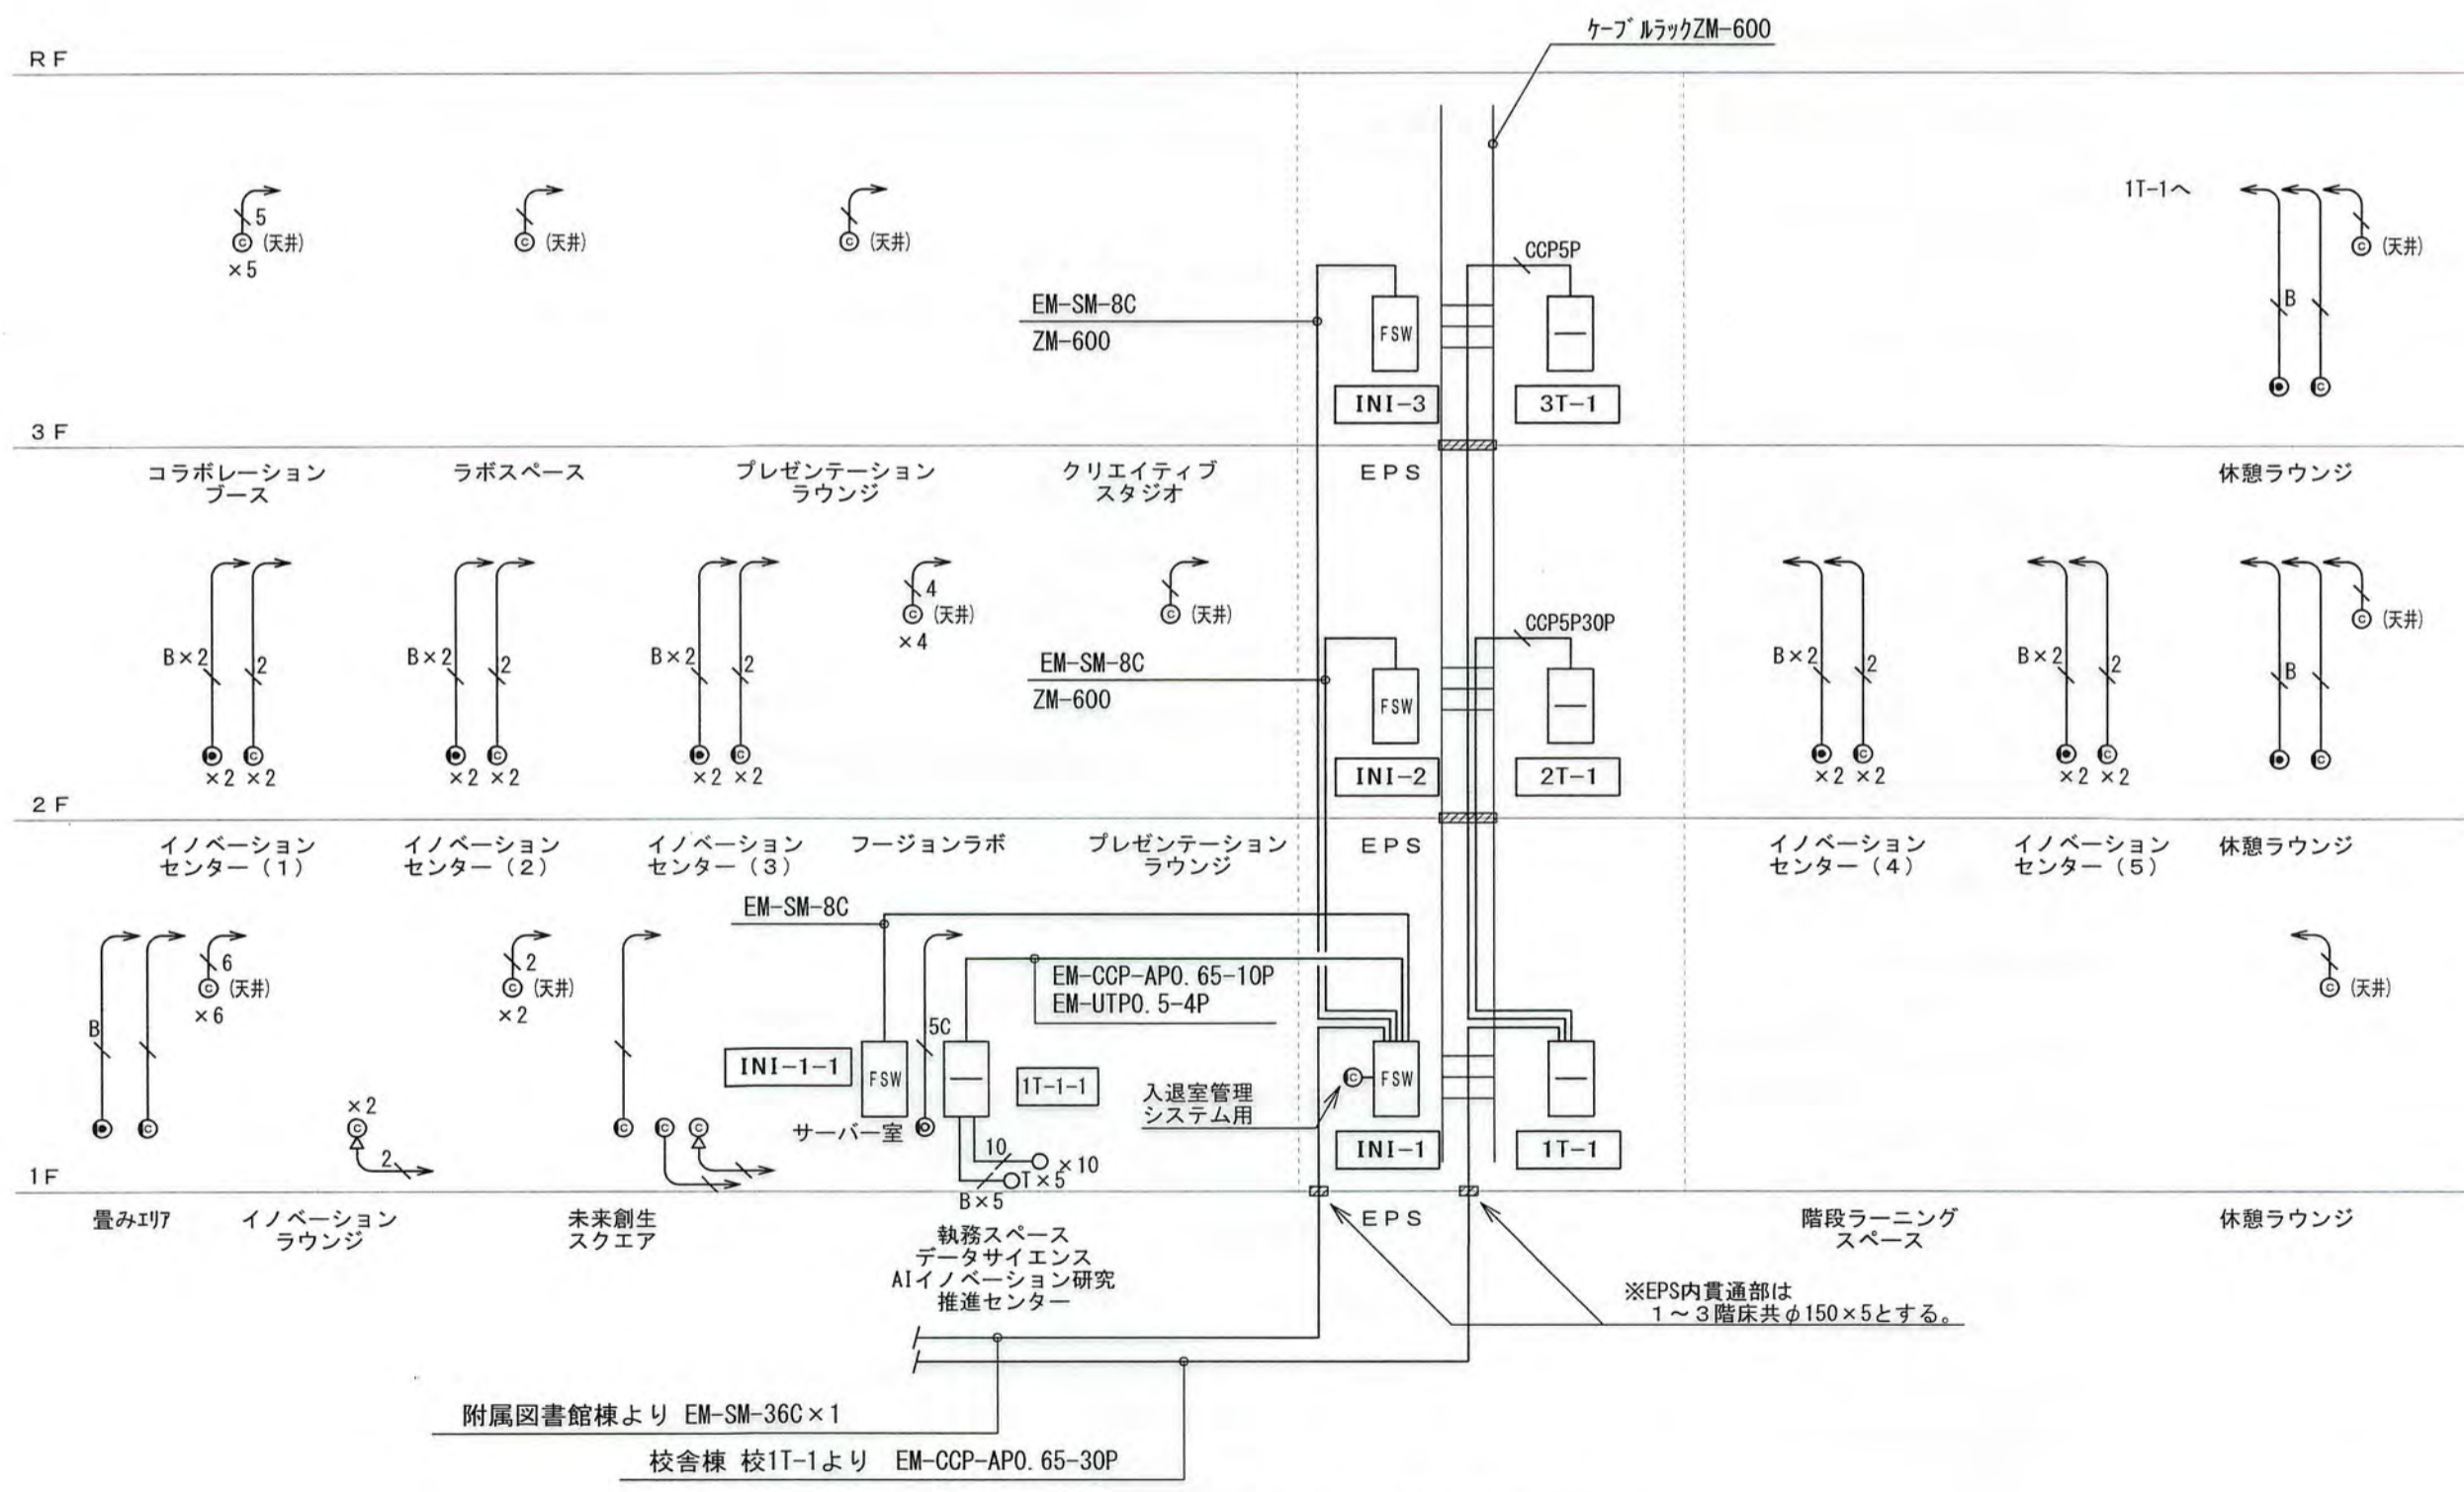 ケーブルラックZM-600
RF
1T-1へ
5
(天井)
×5
(天井)
(天井)
(天井)
CCP5P
EM-SM-8C
ZM-600
FSW
B
INI-3
3T-1
3F
コラボレーション
ブース
ラボスペース
プレゼンテーション
ラウンジ
クリエイティブ
スタジオ
EPS
休憩ラウンジ
4
(天井)
×4
(天井)
(天井)
CCP5P30P
B×2
2
B×2
2
B×2
2
EM-SM-8C
ZM-600
FSW
B×2
2
B×2
2
B
×2 ×2
×2 ×2
×2 ×2
INI-2
2T-1
×2 ×2
×2 ×2
2F
イノベーション
センター(1)
イノベーション
センター(2)
イノベーション
センター(3)
フージョンラボ
プレゼンテーション
ラウンジ
EPS
イノベーション
センター(4)
イノベーション
センター(5)
休憩ラウンジ
EM-SM-8C
6
(天井)
×6
2
(天井)
×2
EM-CCP-AP0.65-10P
EM-UTP0.5-4P
(天井)
B
5C
INI-1-1
FSW
1T-1-1
入退室管理
システム用
FSW
×2
サーバー室
INI-1
1T-1
2
10
×10
T×5
B×5
1F
畳みエリア
イノベーション
ラウンジ
未来創生
スクエア
執務スペース
データサイエンス
AIイノベーション研究
推進センター
EPS
階段ラーニング
スペース
休憩ラウンジ
※EPS内貫通部は
1～3階床共φ150×5とする。
附属図書館棟より EM-SM-36C×1
校舎棟 校1T-1より EM-CCP-AP0.65-30P